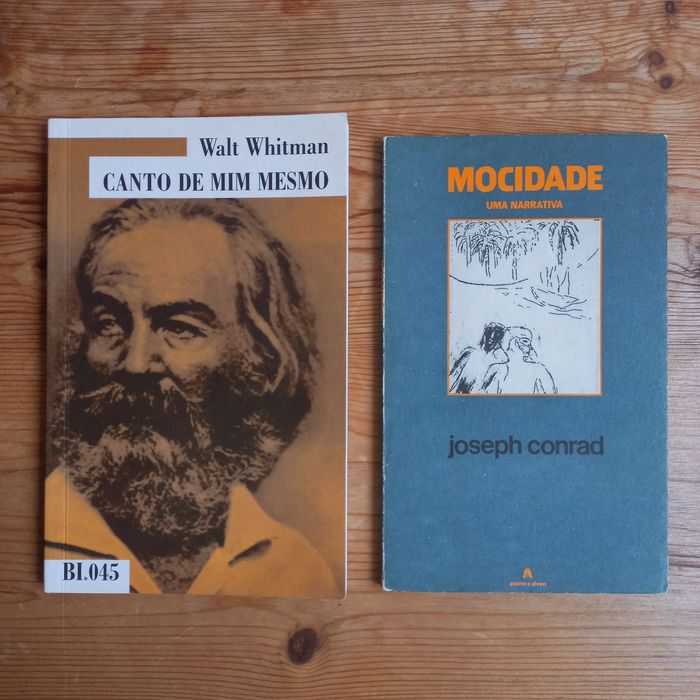 Walt Whitman
CANTO DE MIM MESMO
BI.045
MOCIDADE
UMA NARRATIVA
joseph conrad
assírio e alvim